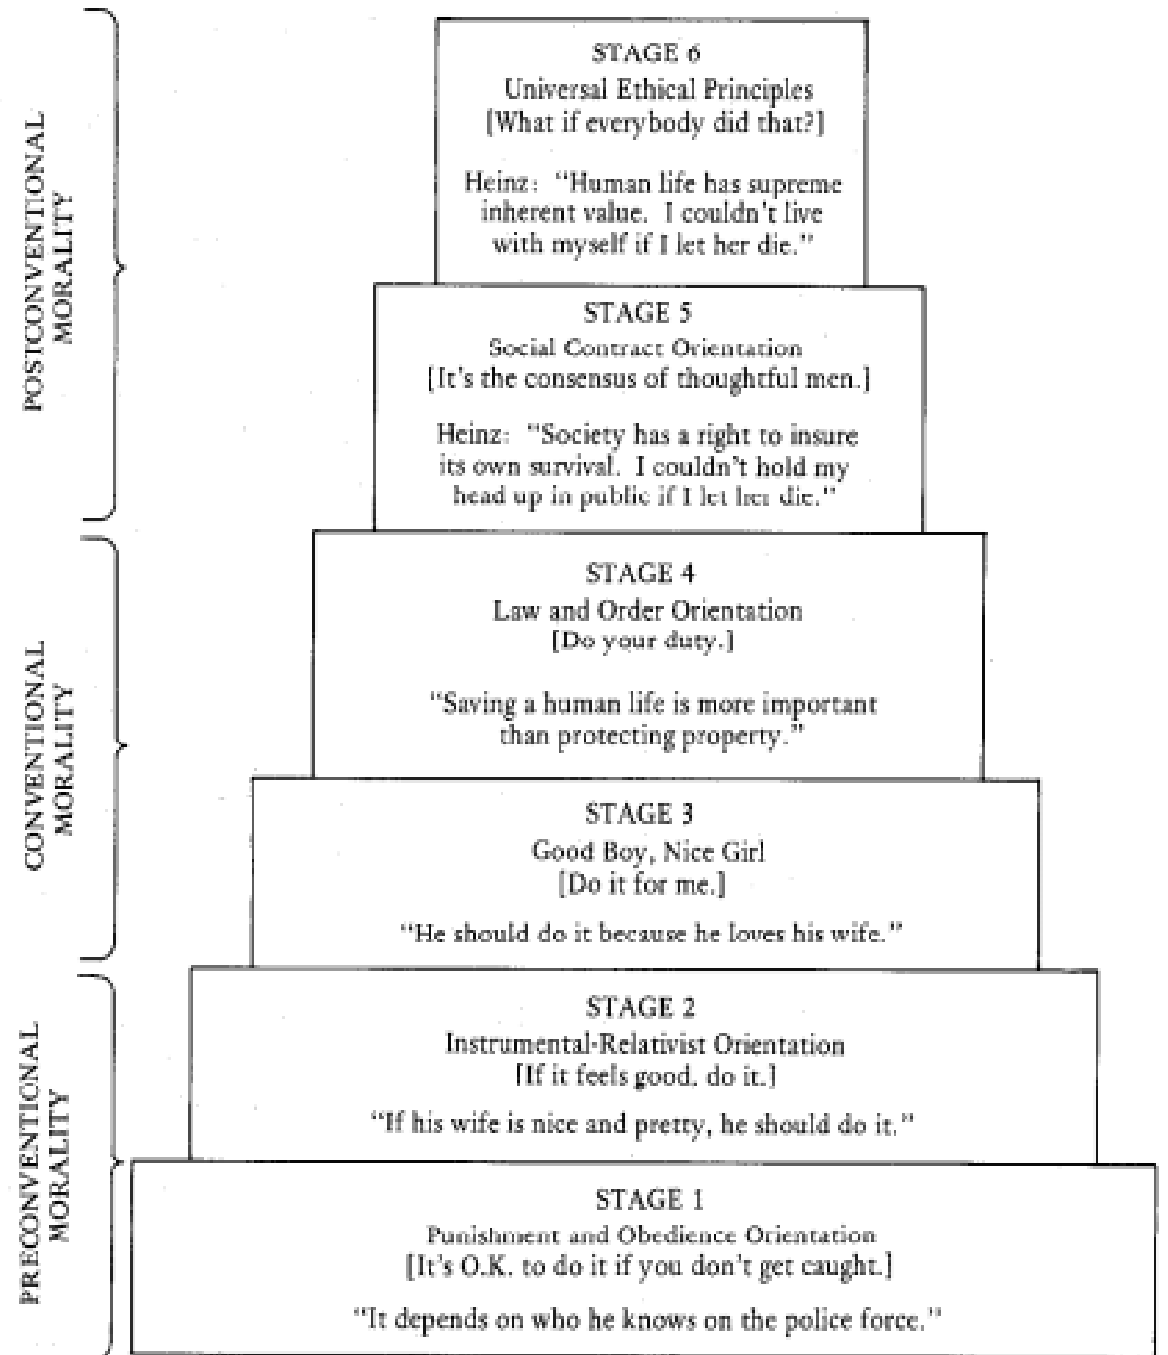 STAGE 6
Universal Ethical Principles
[What if everybody did that?]
Heinz: "Human life has supreme
inherent value. I couldn't live
with myself if I let her die."
STAGE 5
Social Contract Orientation
[It's the consensus of thoughtful men.]
Heinz: "Society has a right to insure
its own survival. I couldn't hold my
head up in public if I let her die."
POSTCONVENTIONAL
MORALITY
STAGE 4
Law and Order Orientation
[Do your duty.]
"Saving a human life is more important
than protecting property."
STAGE 3
Good Boy, Nice Girl
[Do it for me.]
"He should do it because he loves his wife."
CONVENTIONAL
MORALITY
STAGE 2
Instrumental-Relativist Orientation
[If it feels good, do it.]
"If his wife is nice and pretty, he should do it."
STAGE 1
Punishment and Obedience Orientation
[It's O.K. to do it if you don't get caught.]
"It depends on who he knows on the police force."
PRECONVENTIONAL
MORALITY